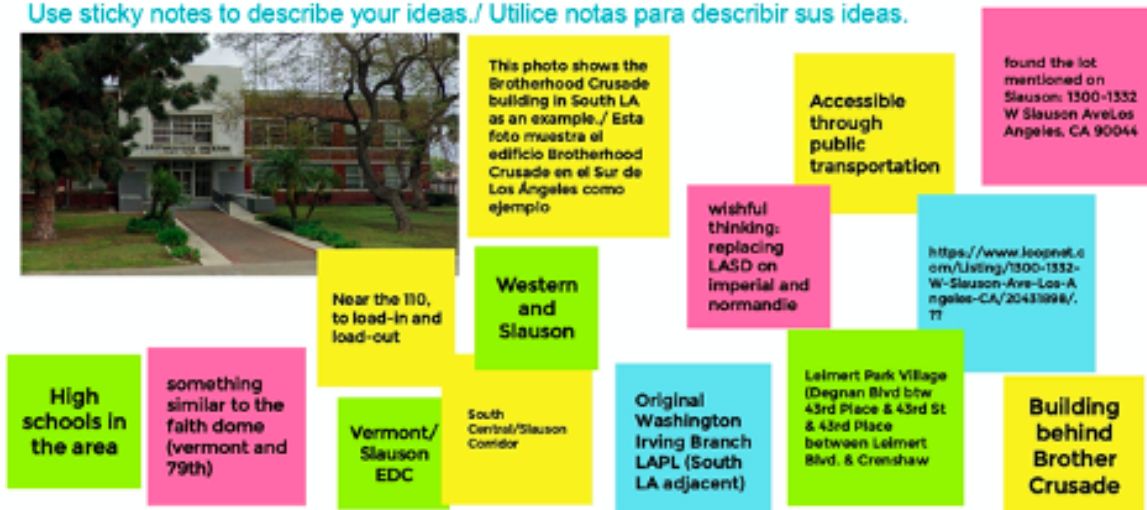 Use sticky notes to describe your ideas./ Utilice notas para describir sus ideas.
This photo shows the
Brotherhood Crusade
building in South LA
as an example./ Esta
foto muestra el
edificio Brotherhood
Crusade en el Sur de
Los Ángeles como
ejemplo
Accessible
through
public
transportation
found the lot
mentioned on
Slauson: 1300-1332
W Slauson AveLos
Angeles, CA 90044
wishful
thinking:
replacing
LASD on
imperial and
normandie
https://www.loopnet.c
om/Listing/1300-1332-
W-Slauson-Ave-Los-A
ngeles-CA/20431898/.
??
Near the 110,
to load-in and
load-out
Western
and
Slauson
High
schools in
the area
something
similar to the
faith dome
(vermont and
79th)
Vermont/
Slauson
EDC
South
Central/Slauson
Corridor
Original
Washington
Irving Branch
LAPL (South
LA adjacent)
Leimert Park Village
(Degnan Blvd btw
43rd Place & 43rd St
& 43rd Place
between Leimert
Blvd. & Crenshaw
Building
behind
Brother
Crusade